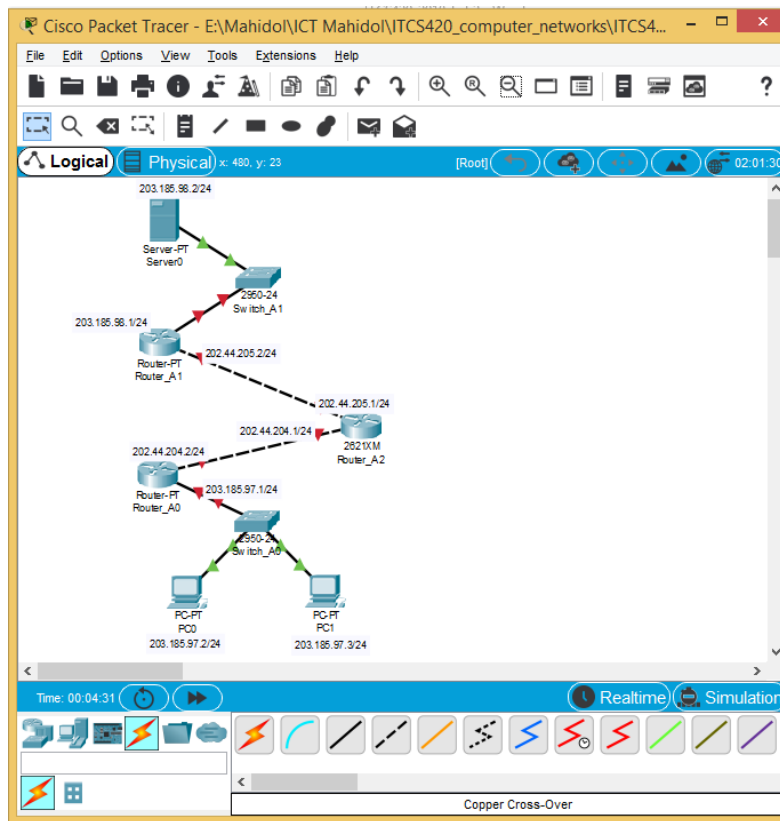 Cisco Packet Tracer - E:\Mahidol\ICT Mahidol\ITCS420_computer_networks\ITCS4...
File Edit Options View Tools Extensions Help
Logical Physical x: 480, y: 23 [Root] 02:01:30
203.185.98.2/24
Server-PT
Server0
2950-24
Switch_A1
203.185.98.1/24
Router-PT
Router_A1
202.44.205.2/24
202.44.205.1/24
202.44.204.1/24
2621XM
Router_A2
202.44.204.2/24
Router-PT
Router_A0
203.185.97.1/24
2950-24
Switch_A0
PC-PT
PC0
PC-PT
PC1
203.185.97.2/24
203.185.97.3/24
Time: 00:04:31 Realtime Simulation
Copper Cross-Over